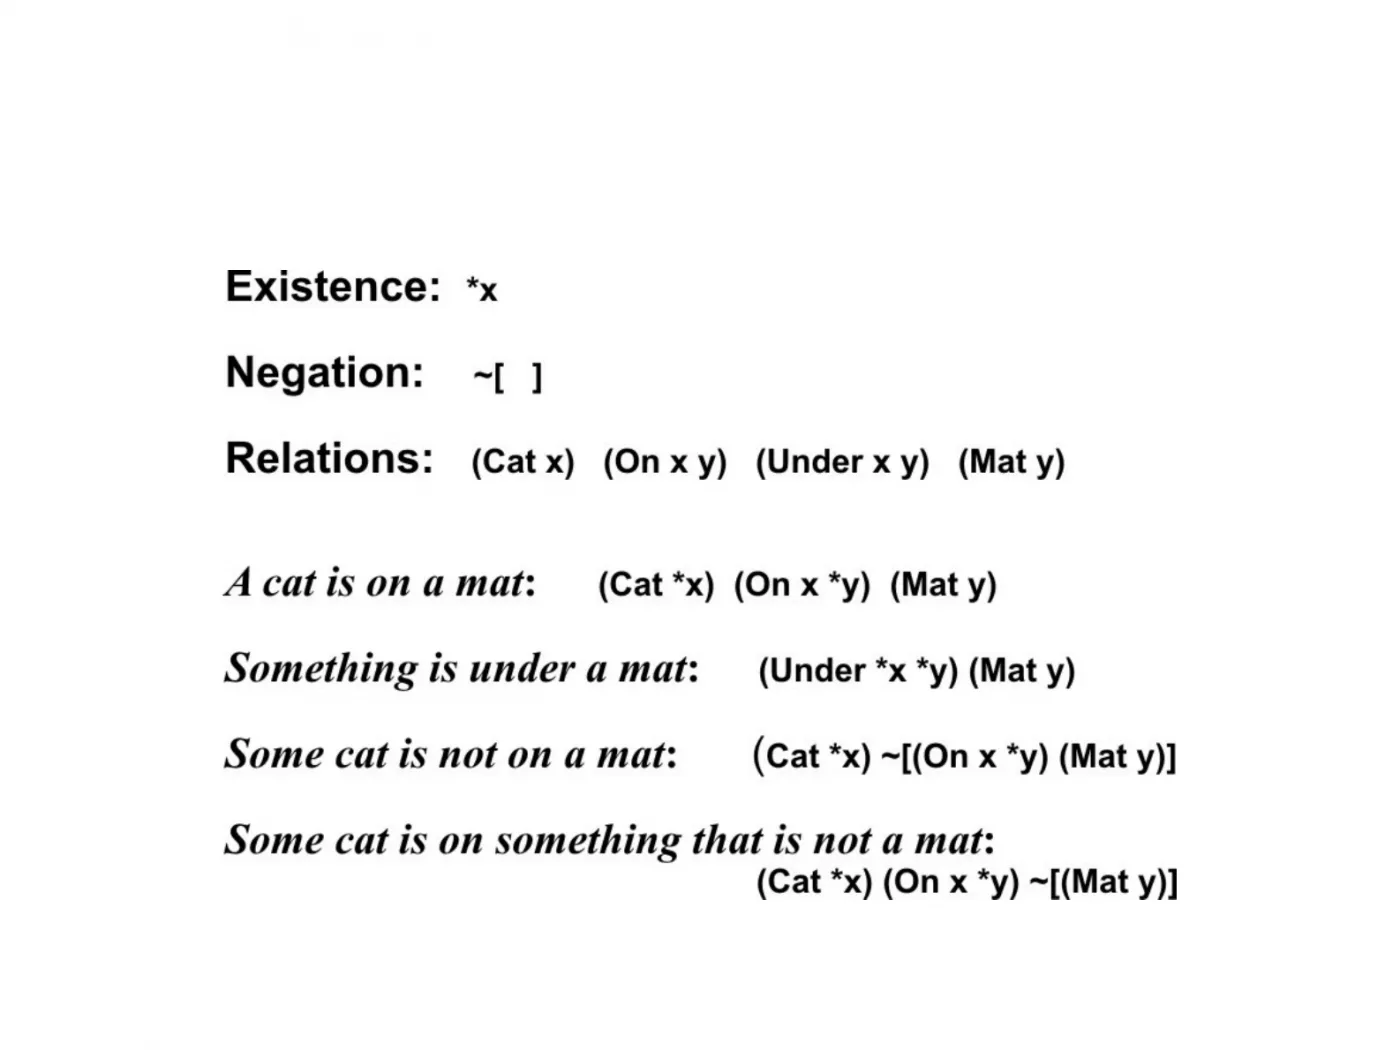 Existence: *x
Negation: ~[ ]
Relations: (Cat x) (On x y) (Under x y) (Mat y)
A cat is on a mat: (Cat *x) (On x *y) (Mat y)
Something is under a mat: (Under *x *y) (Mat y)
Some cat is not on a mat: (Cat *x) ~[(On x *y) (Mat y)]
Some cat is on something that is not a mat:
(Cat *x) (On x *y) ~[(Mat y)]